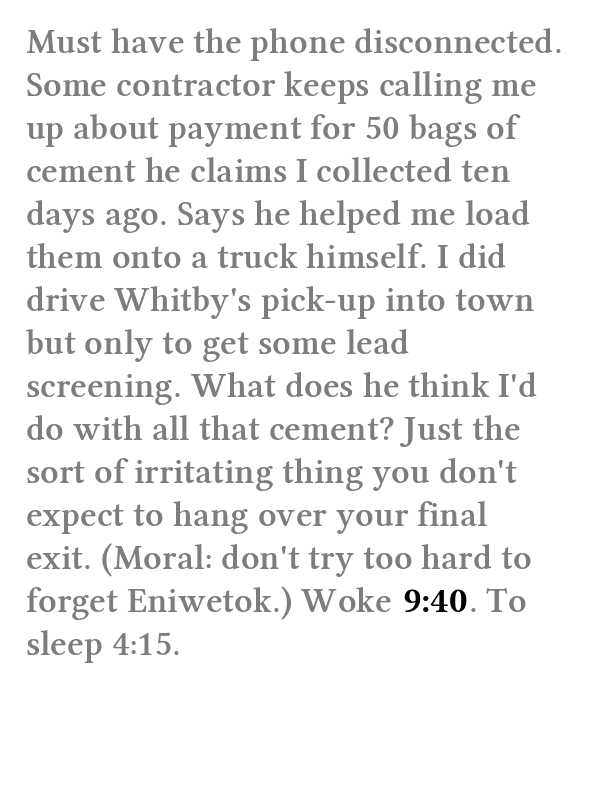 Must have the phone disconnected.
Some contractor keeps calling me
up about payment for 50 bags of
cement he claims I collected ten
days ago. Says he helped me load
them onto a truck himself. I did
drive Whitby's pick-up into town
but only to get some lead
screening. What does he think I'd
do with all that cement? Just the
sort of irritating thing you don't
expect to hang over your final
exit. (Moral: don't try too hard to
forget Eniwetok.) Woke 9:40. To
sleep 4:15.